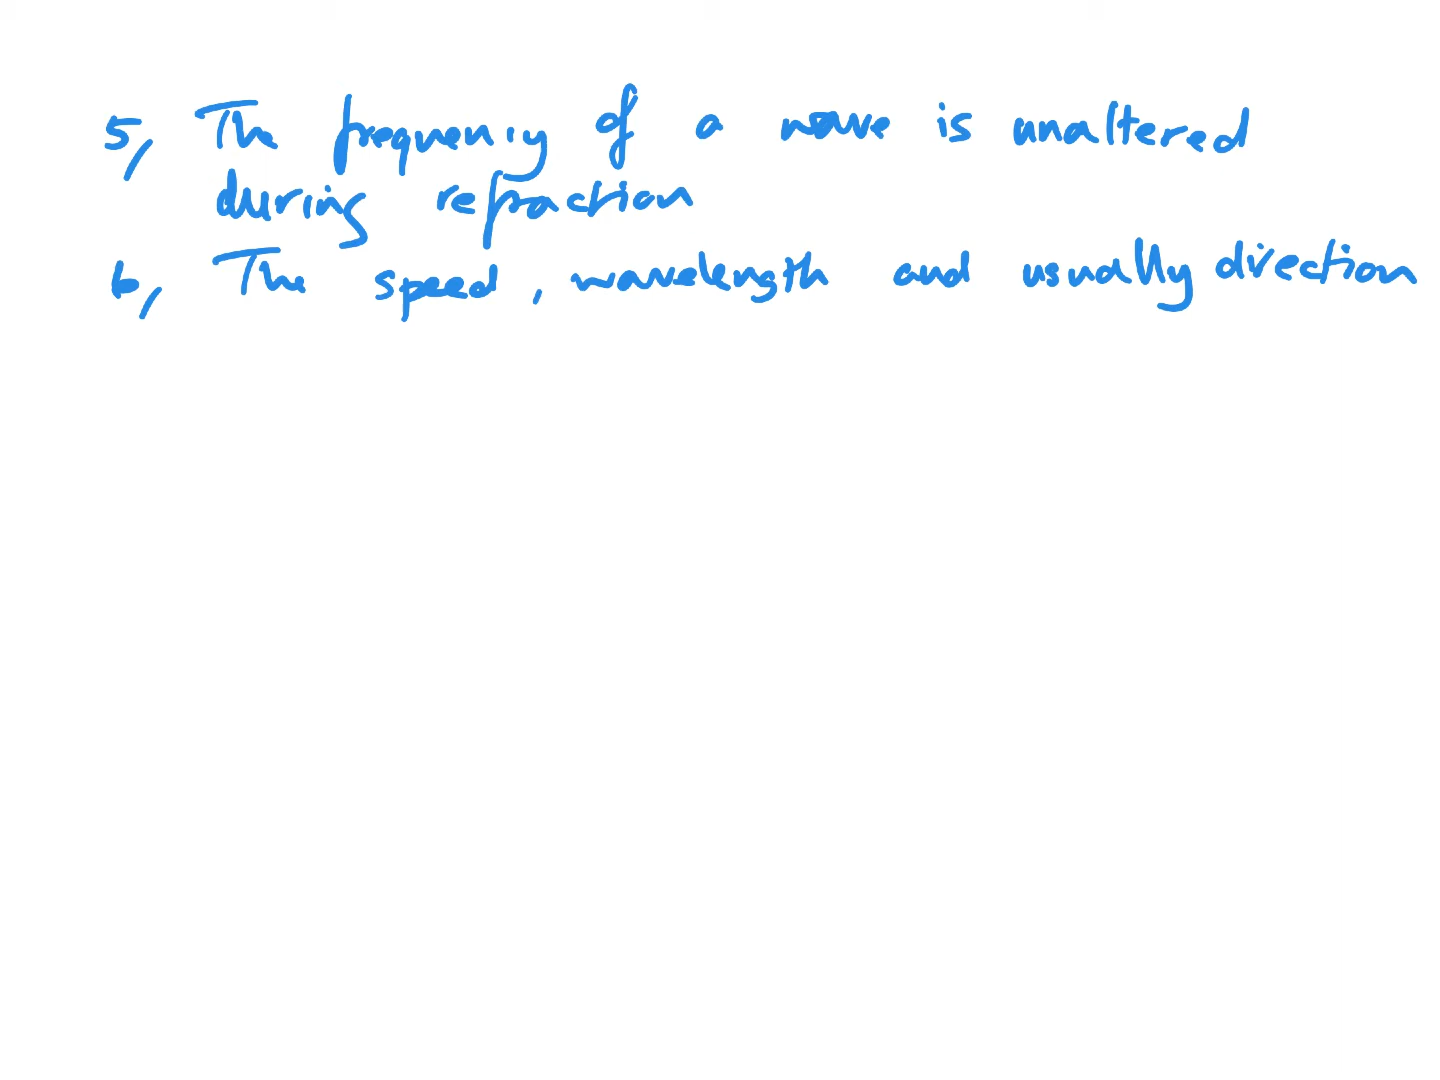 5, The frequency of a wave is unaltered
during refraction
6, The speed, wavelength and usually direction